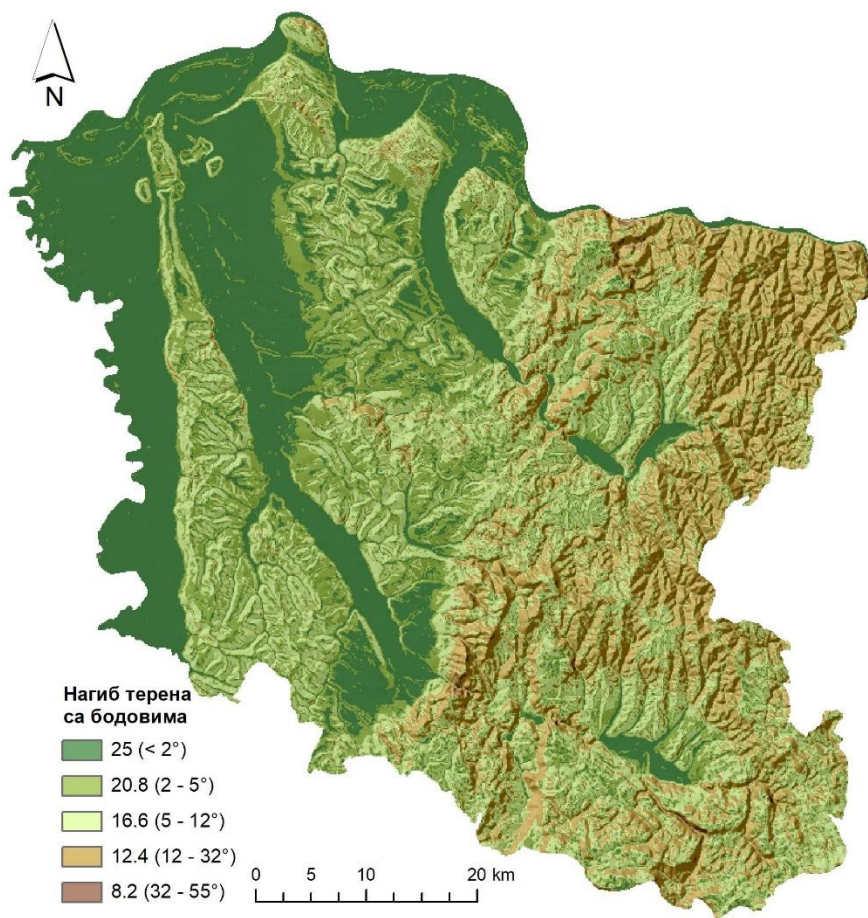 N
Нагиб терена
са бодовима
25 (< 2°)
20.8 (2 - 5°)
16.6 (5 - 12°)
12.4 (12 - 32°)
8.2 (32 - 55°)
0 5 10 20 km